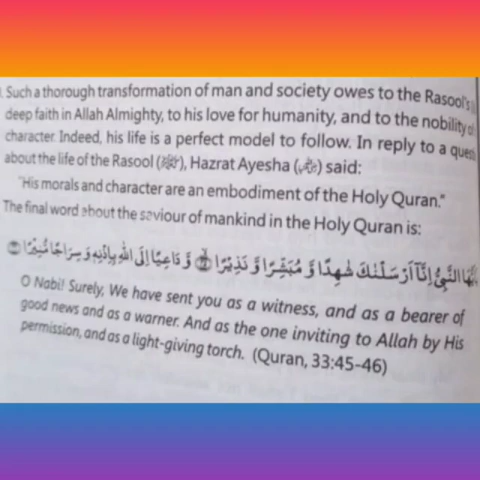 Such a thorough transformation of man and society owes to the Rasool's
deep faith in Allah Almighty, to his love for humanity, and to the nobility of
character. Indeed, his life is a perfect model to follow. In reply to a
about the life of the Rasool (ﷺ), Hazrat Ayesha () said:
"His morals and character are an embodiment of the Holy Quran."
The final word about the saviour of mankind in the Holy Quran is:
النَّبِىُّ اِنَّاۤ اَرْسَلْنٰكَ شَاهِدًا وَّ مُبَشِّرًا وَّ نَذِيْرًا وَّ دَاعِيًا اِلَى اللّٰهِ بِاِذْنِهٖ وَ سِرَاجًا مُّنِيْرًا
O Nabi! Surely, We have sent you as a witness, and as a bearer of
good news and as a warner. And as the one inviting to Allah by His
permission, and as a light-giving torch. (Quran, 33:45-46)